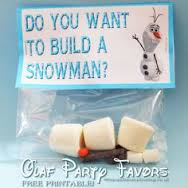 DO YOU WANT
TO BUILD A
SNOWMAN?
OLAF PARTY FAVORS
FREE PRINTABLE!